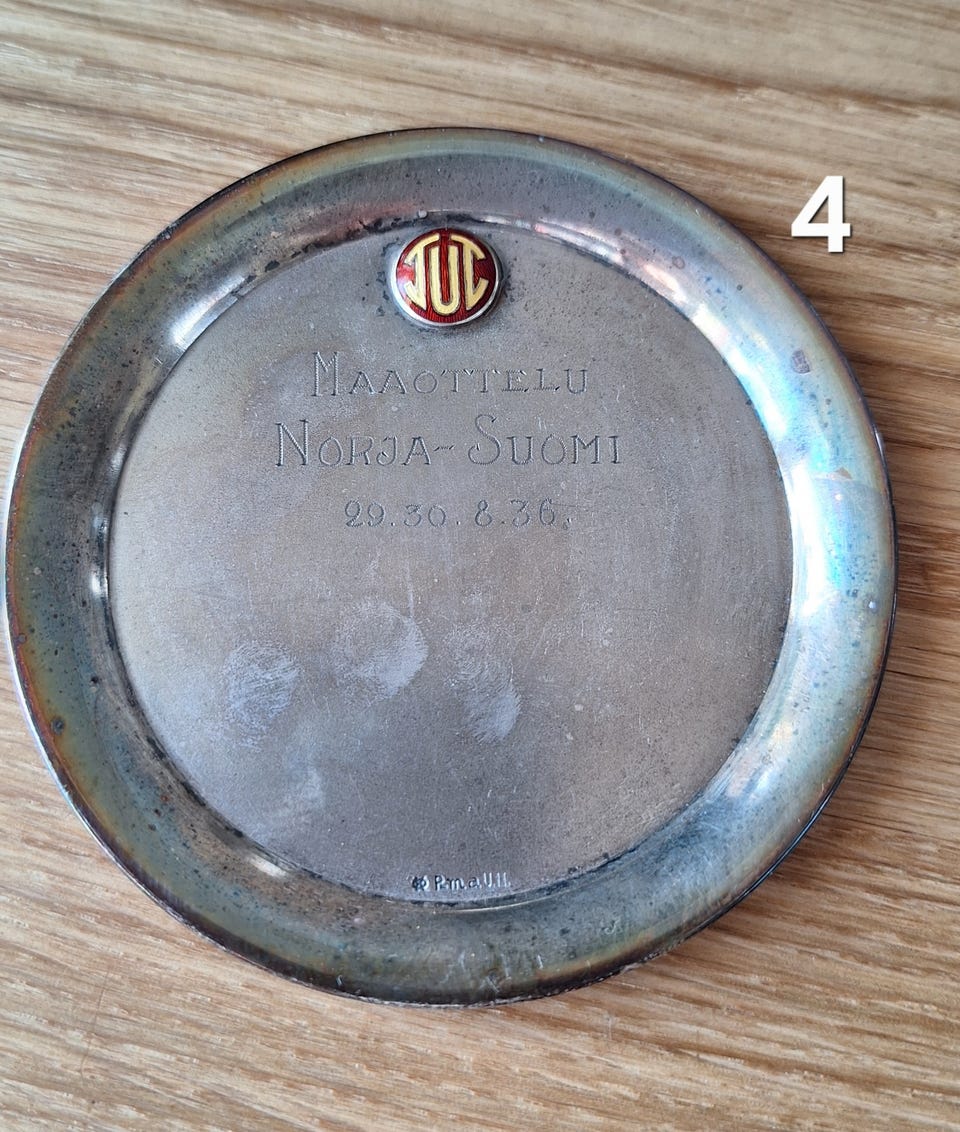 4
TUL
MAAOTTELU
NORJA-SUOMI
29.30.8.36.